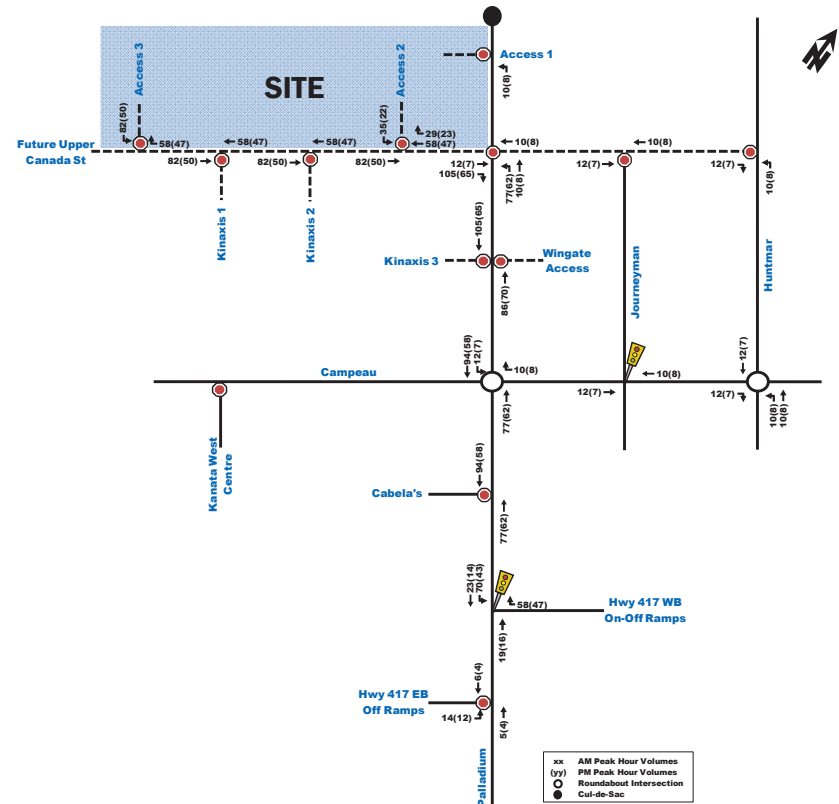 Access 1
10(8)
Access 3
SITE
Access 2
82(50)
58(47)
58(47)
58(47)
35(22)
29(23)
58(47)
10(8)
10(8)
Future Upper
Canada St
82(50)
82(50)
82(50)
12(7)
105(65)
77(62)
10(8)
12(7)
12(7)
10(8)
Kinaxis 1
Kinaxis 2
105(65)
Kinaxis 3
Wingate
Access
86(70)
Journeyman
Huntmar
94(58)
12(7)
10(8)
Campeau
10(8)
12(7)
12(7)
12(7)
10(8)
10(8)
77(62)
Kanata West
Centre
94(58)
Cabela's
77(62)
23(14)
70(43)
58(47)
Hwy 417 WB
On-Off Ramps
19(16)
6(4)
Hwy 417 EB
Off Ramps
14(12)
5(4)
Palladium
xx AM Peak Hour Volumes
(yy) PM Peak Hour Volumes
Roundabout Intersection
Cul-de-Sac